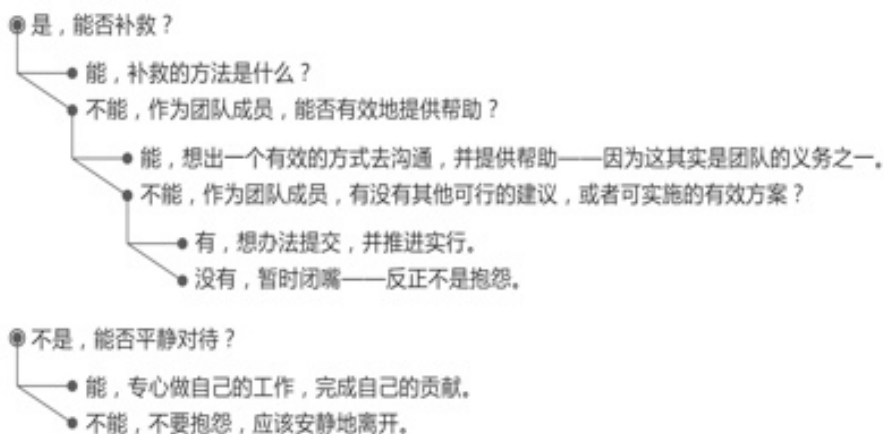 是，能否补救？
能，补救的方法是什么？
不能，作为团队成员，能否有效地提供帮助？
能，想出一个有效的方式去沟通，并提供帮助——因为这其实是团队的义务之一。
不能，作为团队成员，有没有其他可行的建议，或者可实施的有效方案？
有，想办法提交，并推进实行。
没有，暂时闭嘴——反正不是抱怨。
不是，能否平静对待？
能，专心做自己的工作，完成自己的贡献。
不能，不要抱怨，应该安静地离开。